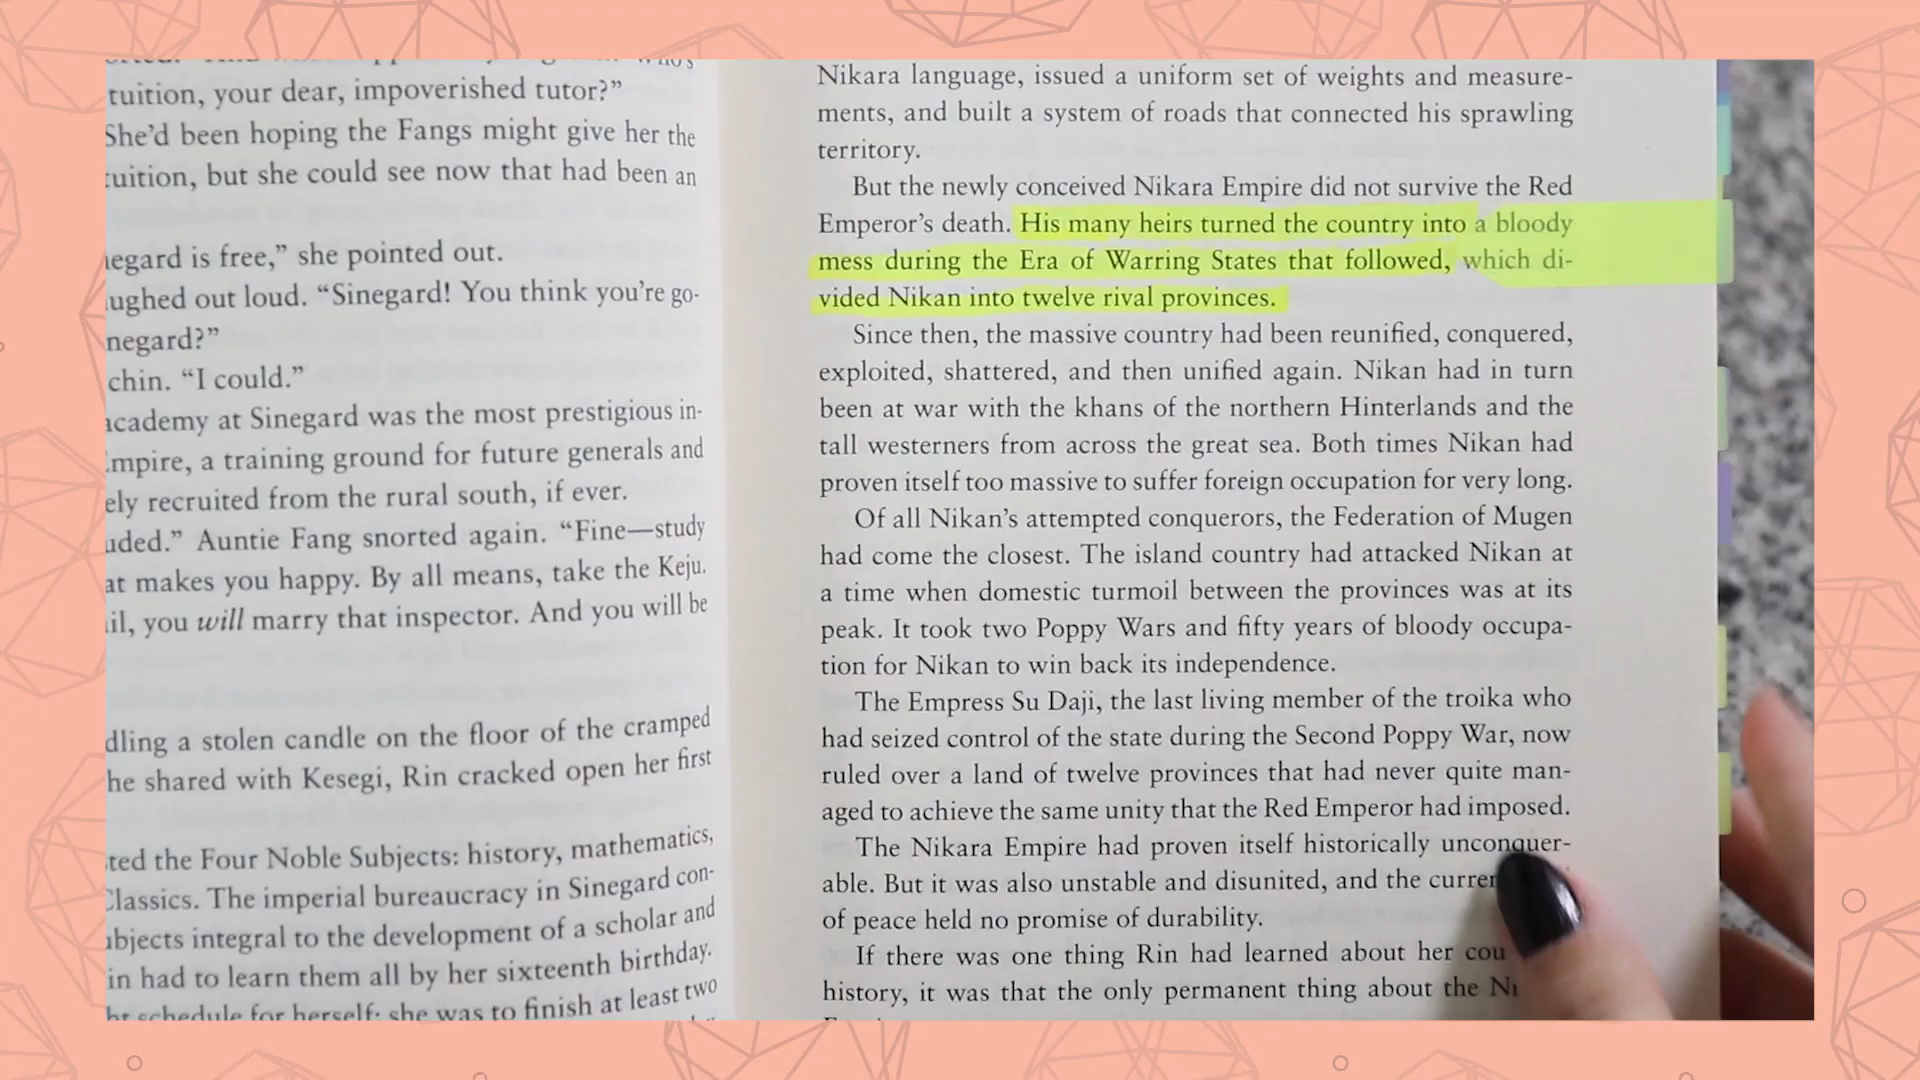 tuition, your dear, impoverished tutor?”
She’d been hoping the Fangs might give her the
tuition, but she could see now that had been an
negard is free,” she pointed out.
ughed out loud. “Sinegard! You think you’re go-
negard?”
chin. “I could.”
academy at Sinegard was the most prestigious in-
Empire, a training ground for future generals and
ely recruited from the rural south, if ever.
uded.” Auntie Fang snorted again. “Fine—study
at makes you happy. By all means, take the Keju.
il, you will marry that inspector. And you will be
dling a stolen candle on the floor of the cramped
he shared with Kesegi, Rin cracked open her first
ted the Four Noble Subjects: history, mathematics,
Classics. The imperial bureaucracy in Sinegard con-
ubjects integral to the development of a scholar and
in had to learn them all by her sixteenth birthday.
ht schedule for herself: she was to finish at least two
Nikara language, issued a uniform set of weights and measure-
ments, and built a system of roads that connected his sprawling
territory.
But the newly conceived Nikara Empire did not survive the Red
Emperor’s death. His many heirs turned the country into a bloody
mess during the Era of Warring States that followed, which di-
vided Nikan into twelve rival provinces.
Since then, the massive country had been reunified, conquered,
exploited, shattered, and then unified again. Nikan had in turn
been at war with the khans of the northern Hinterlands and the
tall westerners from across the great sea. Both times Nikan had
proven itself too massive to suffer foreign occupation for very long.
Of all Nikan’s attempted conquerors, the Federation of Mugen
had come the closest. The island country had attacked Nikan at
a time when domestic turmoil between the provinces was at its
peak. It took two Poppy Wars and fifty years of bloody occupa-
tion for Nikan to win back its independence.
The Empress Su Daji, the last living member of the troika who
had seized control of the state during the Second Poppy War, now
ruled over a land of twelve provinces that had never quite man-
aged to achieve the same unity that the Red Emperor had imposed.
The Nikara Empire had proven itself historically unconquer-
able. But it was also unstable and disunited, and the curren
of peace held no promise of durability.
If there was one thing Rin had learned about her cou
history, it was that the only permanent thing about the Ni